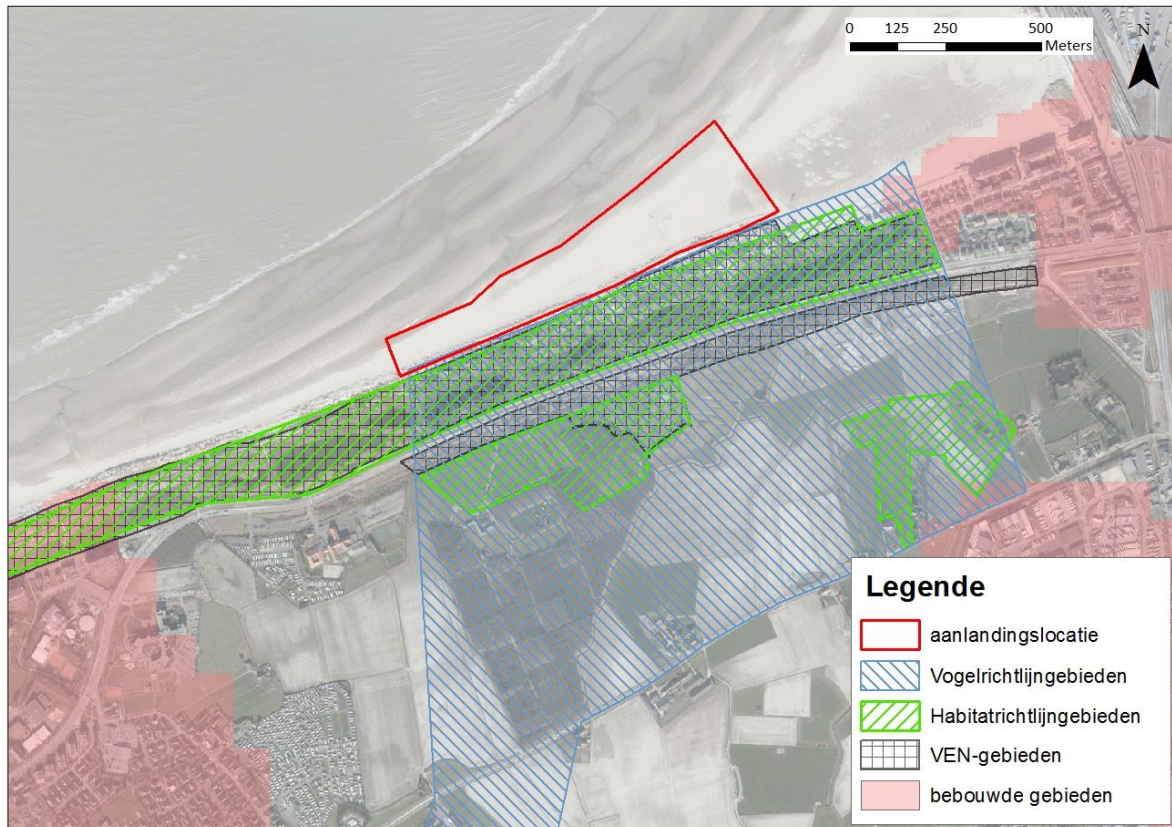 0 125 250 500
Meters
N
Legende
aanlandingslocatie
Vogelrichtlijngebieden
Habitatrichtlijngebieden
VEN-gebieden
bebouwde gebieden